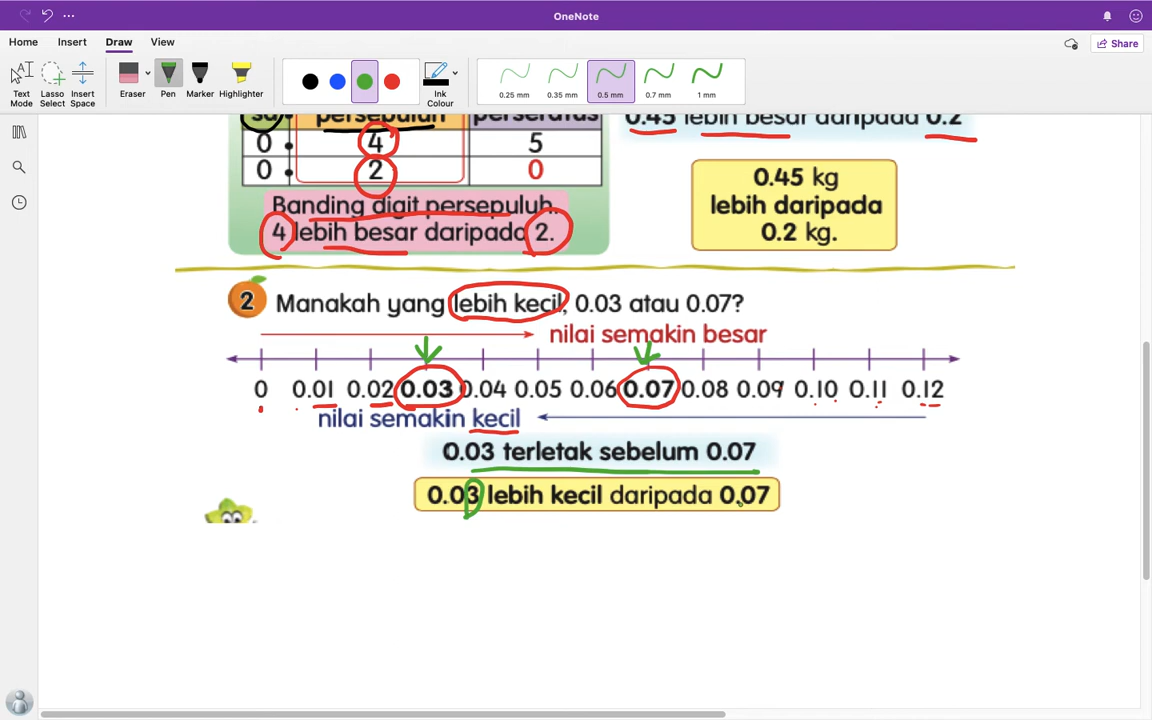 OneNote
Home Insert Draw View
Share
Text Mode
Lasso Select
Insert Space
Eraser
Pen
Marker
Highlighter
Ink Colour
0.25 mm
0.35 mm
0.5 mm
0.7 mm
1 mm
sa persepuluh perseratus
0.45 lebih besar daripada 0.2
0 . 4 5
0 . 2 0
Banding digit persepuluh.
4 lebih besar daripada 2.
0.45 kg
lebih daripada
0.2 kg.
2 Manakah yang lebih kecil, 0.03 atau 0.07?
nilai semakin besar
0 0.01 0.02 0.03 0.04 0.05 0.06 0.07 0.08 0.09 0.10 0.11 0.12
nilai semakin kecil
0.03 terletak sebelum 0.07
0.03 lebih kecil daripada 0.07